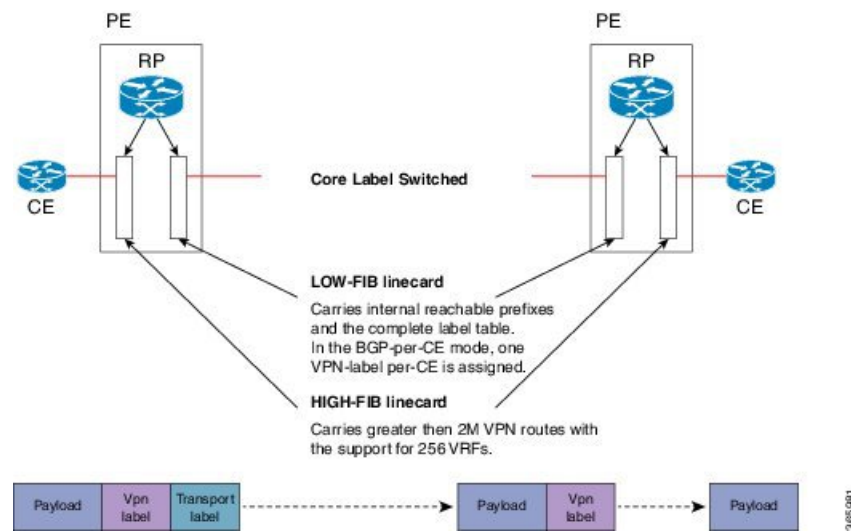 PE
PE
RP
RP
CE
Core Label Switched
CE
LOW-FIB linecard
Carries internal reachable prefixes
and the complete label table.
In the BGP-per-CE mode, one
VPN-label per-CE is assigned.
HIGH-FIB linecard
Carries greater then 2M VPN routes with
the support for 256 VRFs.
Payload
Vpn
label
Transport
label
Payload
Vpn
label
Payload